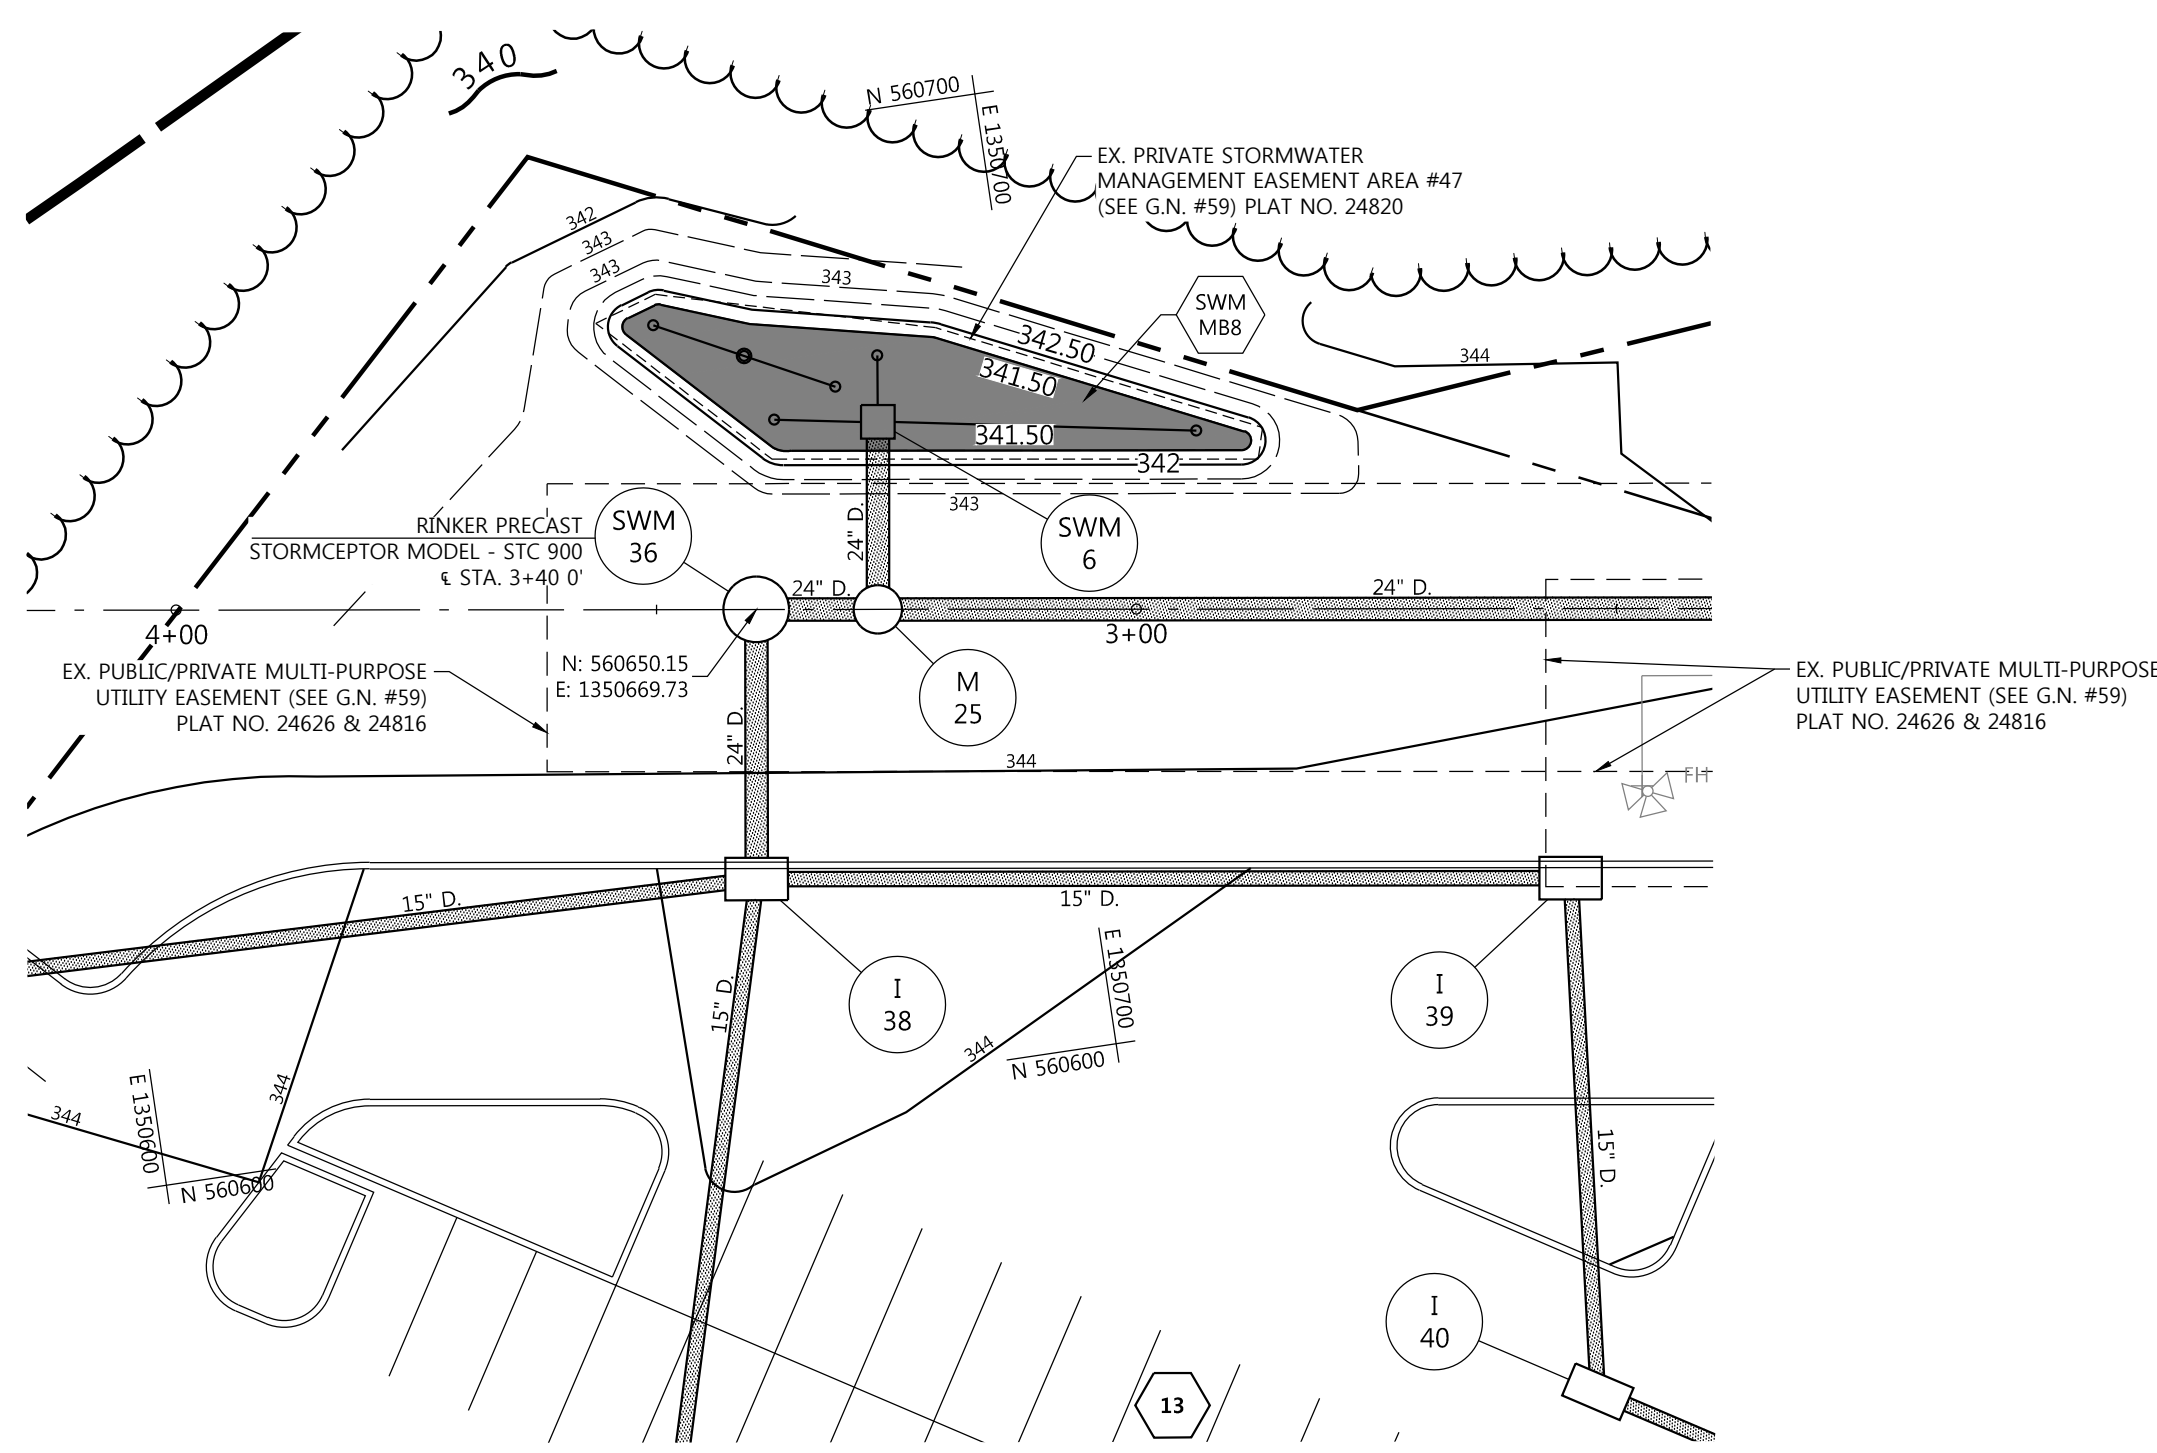 340
N 560700
E 1350700
EX. PRIVATE STORMWATER
MANAGEMENT EASEMENT AREA #47
(SEE G.N. #59) PLAT NO. 24820
342
343
343
343
SWM
MB8
342.50
341.50
344
341.50
342
343
RINKER PRECAST
STORMCEPTOR MODEL - STC 900
℄ STA. 3+40 0'
SWM
36
24" D.
SWM
6
24" D.
24" D.
4+00
3+00
EX. PUBLIC/PRIVATE MULTI-PURPOSE
UTILITY EASEMENT (SEE G.N. #59)
PLAT NO. 24626 & 24816
N: 560650.15
E: 1350669.73
M
25
EX. PUBLIC/PRIVATE MULTI-PURPOSE
UTILITY EASEMENT (SEE G.N. #59)
PLAT NO. 24626 & 24816
24" D.
344
FH
15" D.
15" D.
E 1350700
N 560600
15" D.
I
38
I
39
344
344
344
E 1350600
N 560600
15" D.
I
40
13